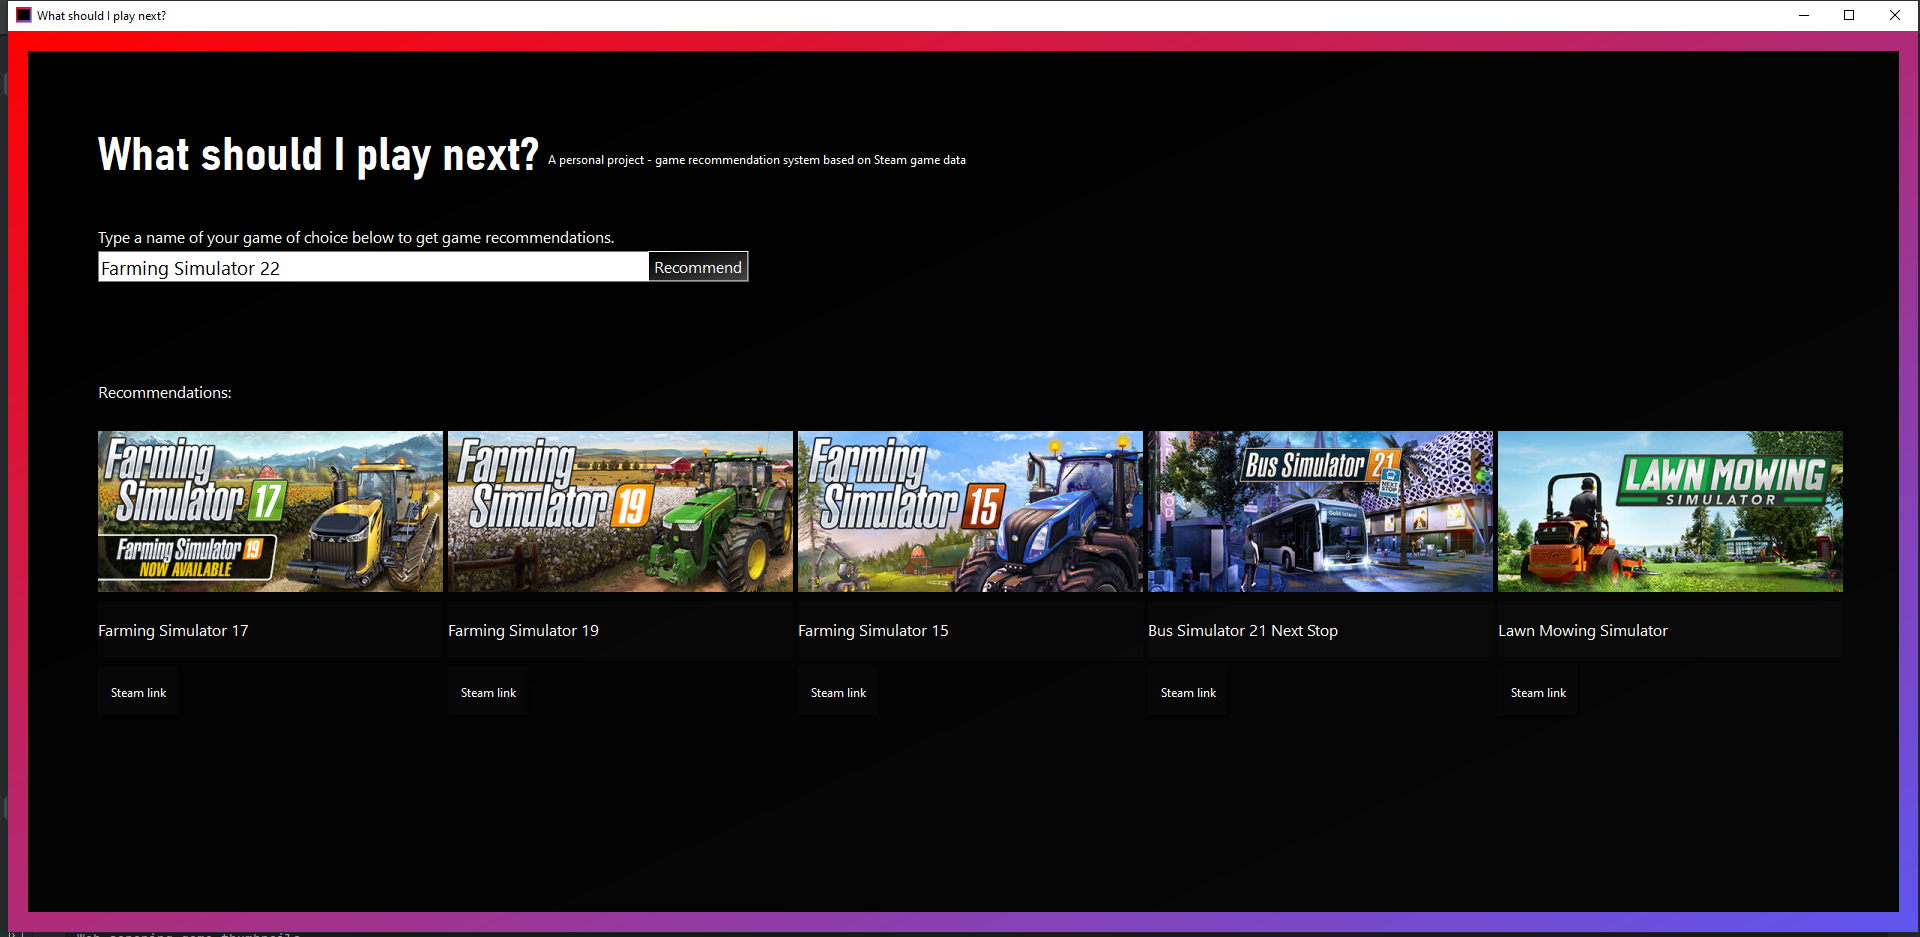 What should I play next?
What should I play next? A personal project - game recommendation system based on Steam game data
Type a name of your game of choice below to get game recommendations.
Farming Simulator 22 Recommend
Recommendations:
Farming
Simulator 17
Farming Simulator 19
NOW AVAILABLE
Farming
Simulator 19
Farming
Simulator 15
Bus Simulator 21
NEXT
STOP
Gold Island
LAWN MOWING
SIMULATOR
Farming Simulator 17 Farming Simulator 19 Farming Simulator 15 Bus Simulator 21 Next Stop Lawn Mowing Simulator
Steam link Steam link Steam link Steam link Steam link